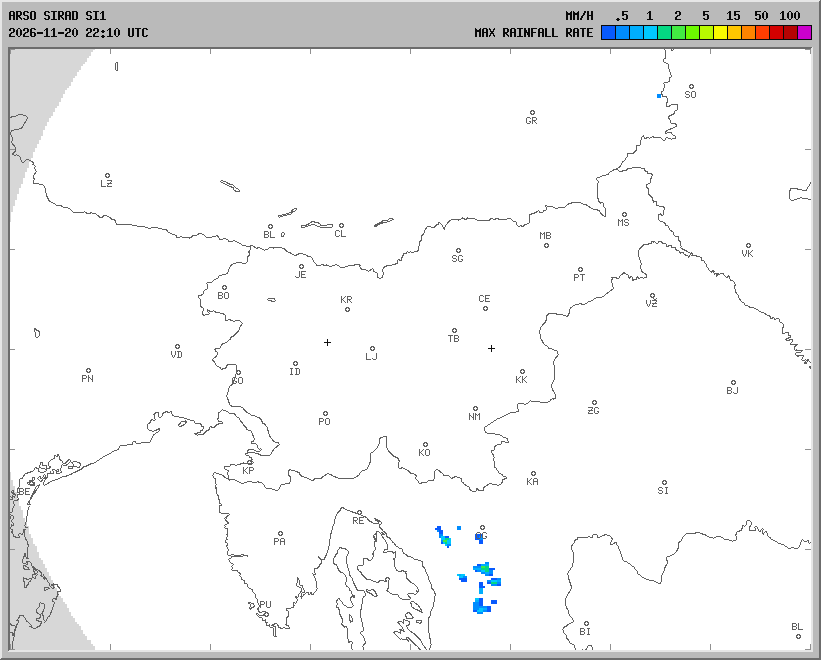 ARSO SIRAD SI1
MM/H .5 1 2 5 15 50 100
2026-11-20 22:10 UTC
MAX RAINFALL RATE
SO
GR
LZ
MS
BL
CL
MB
VK
SG
JE
PT
BO
KR
CE
VZ
TB
VD
LJ
ID
PN
GO
KK
BJ
ZG
NM
PO
KO
KP
KA
BE
SI
RE
OG
PA
PU
BI
BL